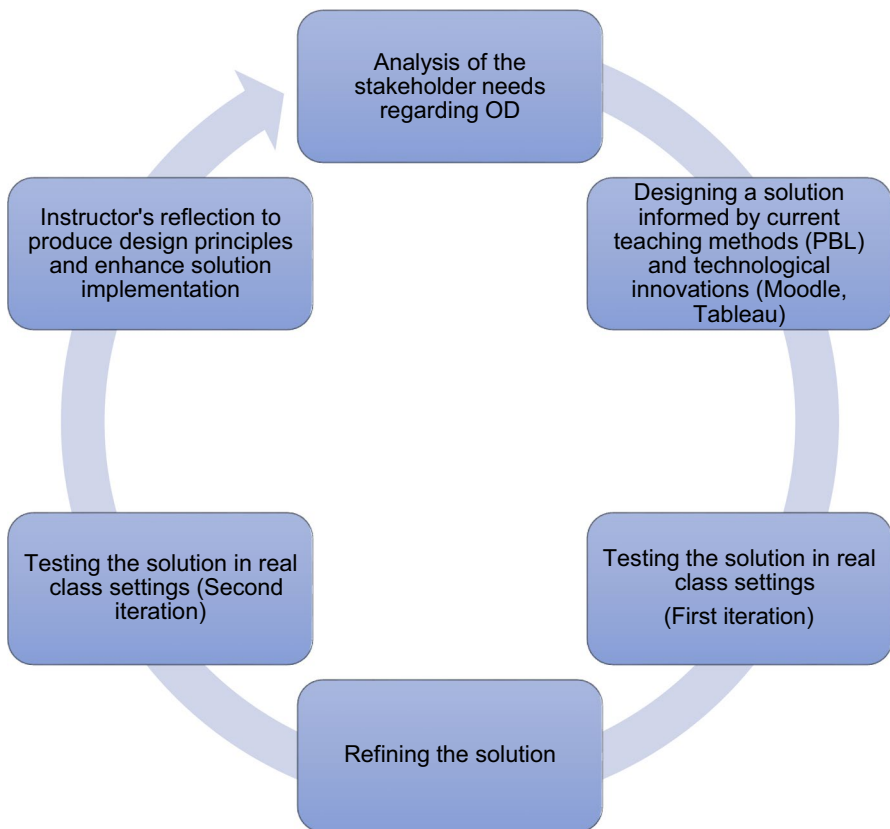 Analysis of the
stakeholder needs
regarding OD
Designing a solution
informed by current
teaching methods (PBL)
and technological
innovations (Moodle,
Tableau)
Testing the solution in real
class settings
(First iteration)
Refining the solution
Testing the solution in real
class settings (Second
iteration)
Instructor's reflection to
produce design principles
and enhance solution
implementation